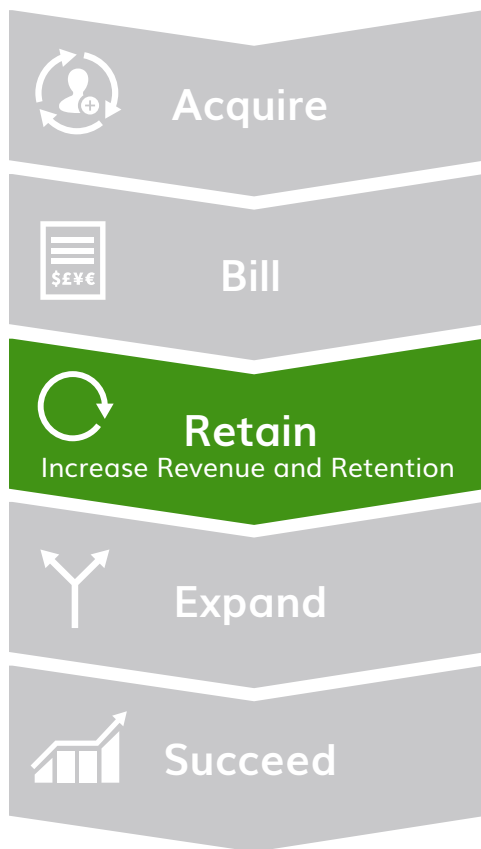 Acquire
$£¥€
Bill
Retain
Increase Revenue and Retention
Expand
Succeed